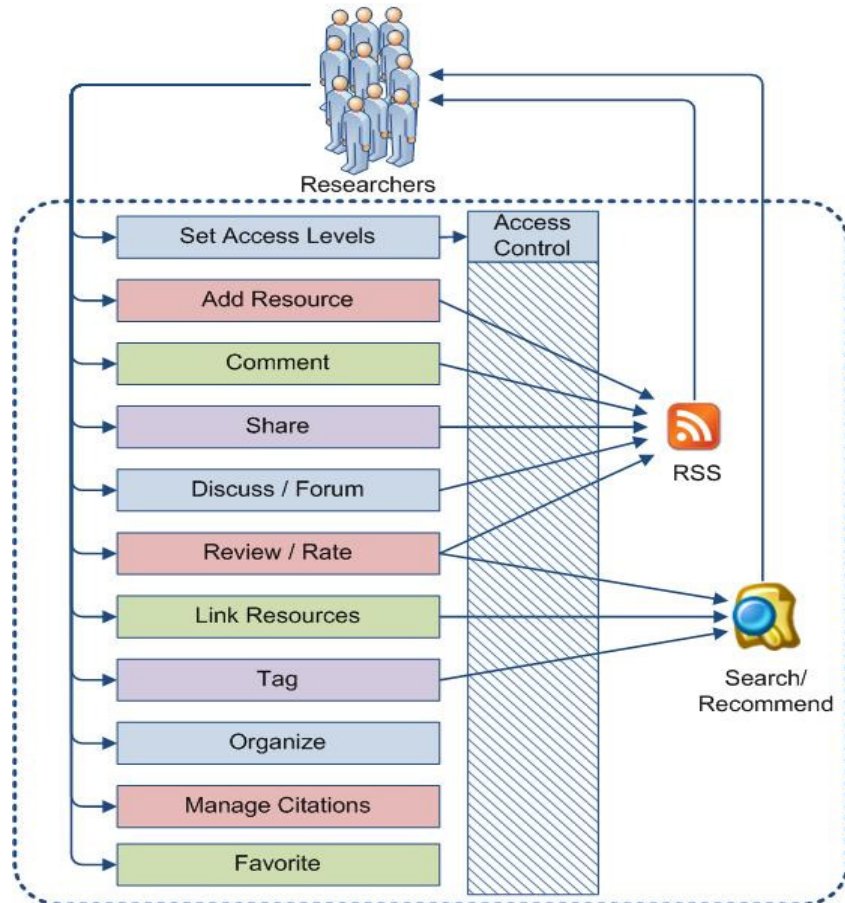 Researchers
Set Access Levels
Access
Control
Add Resource
Comment
Share
Discuss / Forum
RSS
Review / Rate
Link Resources
Tag
Search/
Recommend
Organize
Manage Citations
Favorite